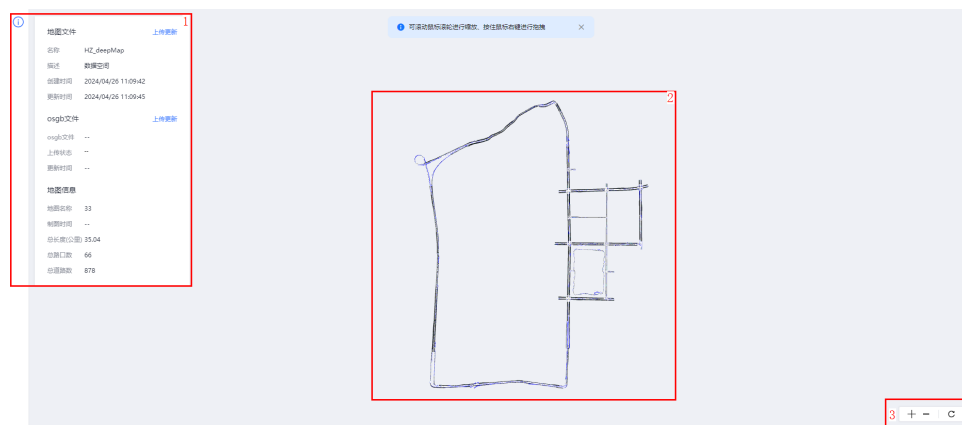 1
地图文件 上传更新
名称 HZ_deepMap
描述 数据空间
创建时间 2024/04/26 11:09:42
更新时间 2024/04/26 11:09:45
osgb文件 上传更新
osgb文件 --
上传状态 --
更新时间 --
地图信息
地图名称 33
制图时间 --
总长度(公里) 35.04
总路口数 66
总道路数 878
可滚动鼠标滚轮进行缩放、按住鼠标右键进行拖拽
2
3